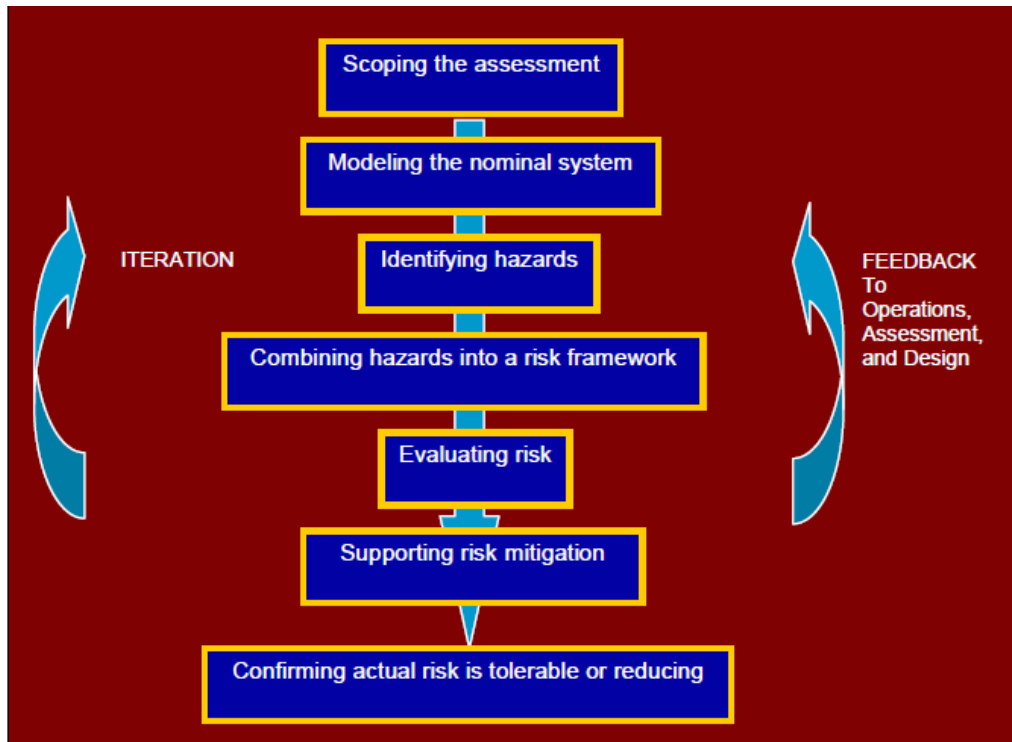 Scoping the assessment
Modeling the nominal system
Identifying hazards
Combining hazards into a risk framework
Evaluating risk
Supporting risk mitigation
Confirming actual risk is tolerable or reducing
ITERATION
FEEDBACK
To
Operations,
Assessment,
and Design